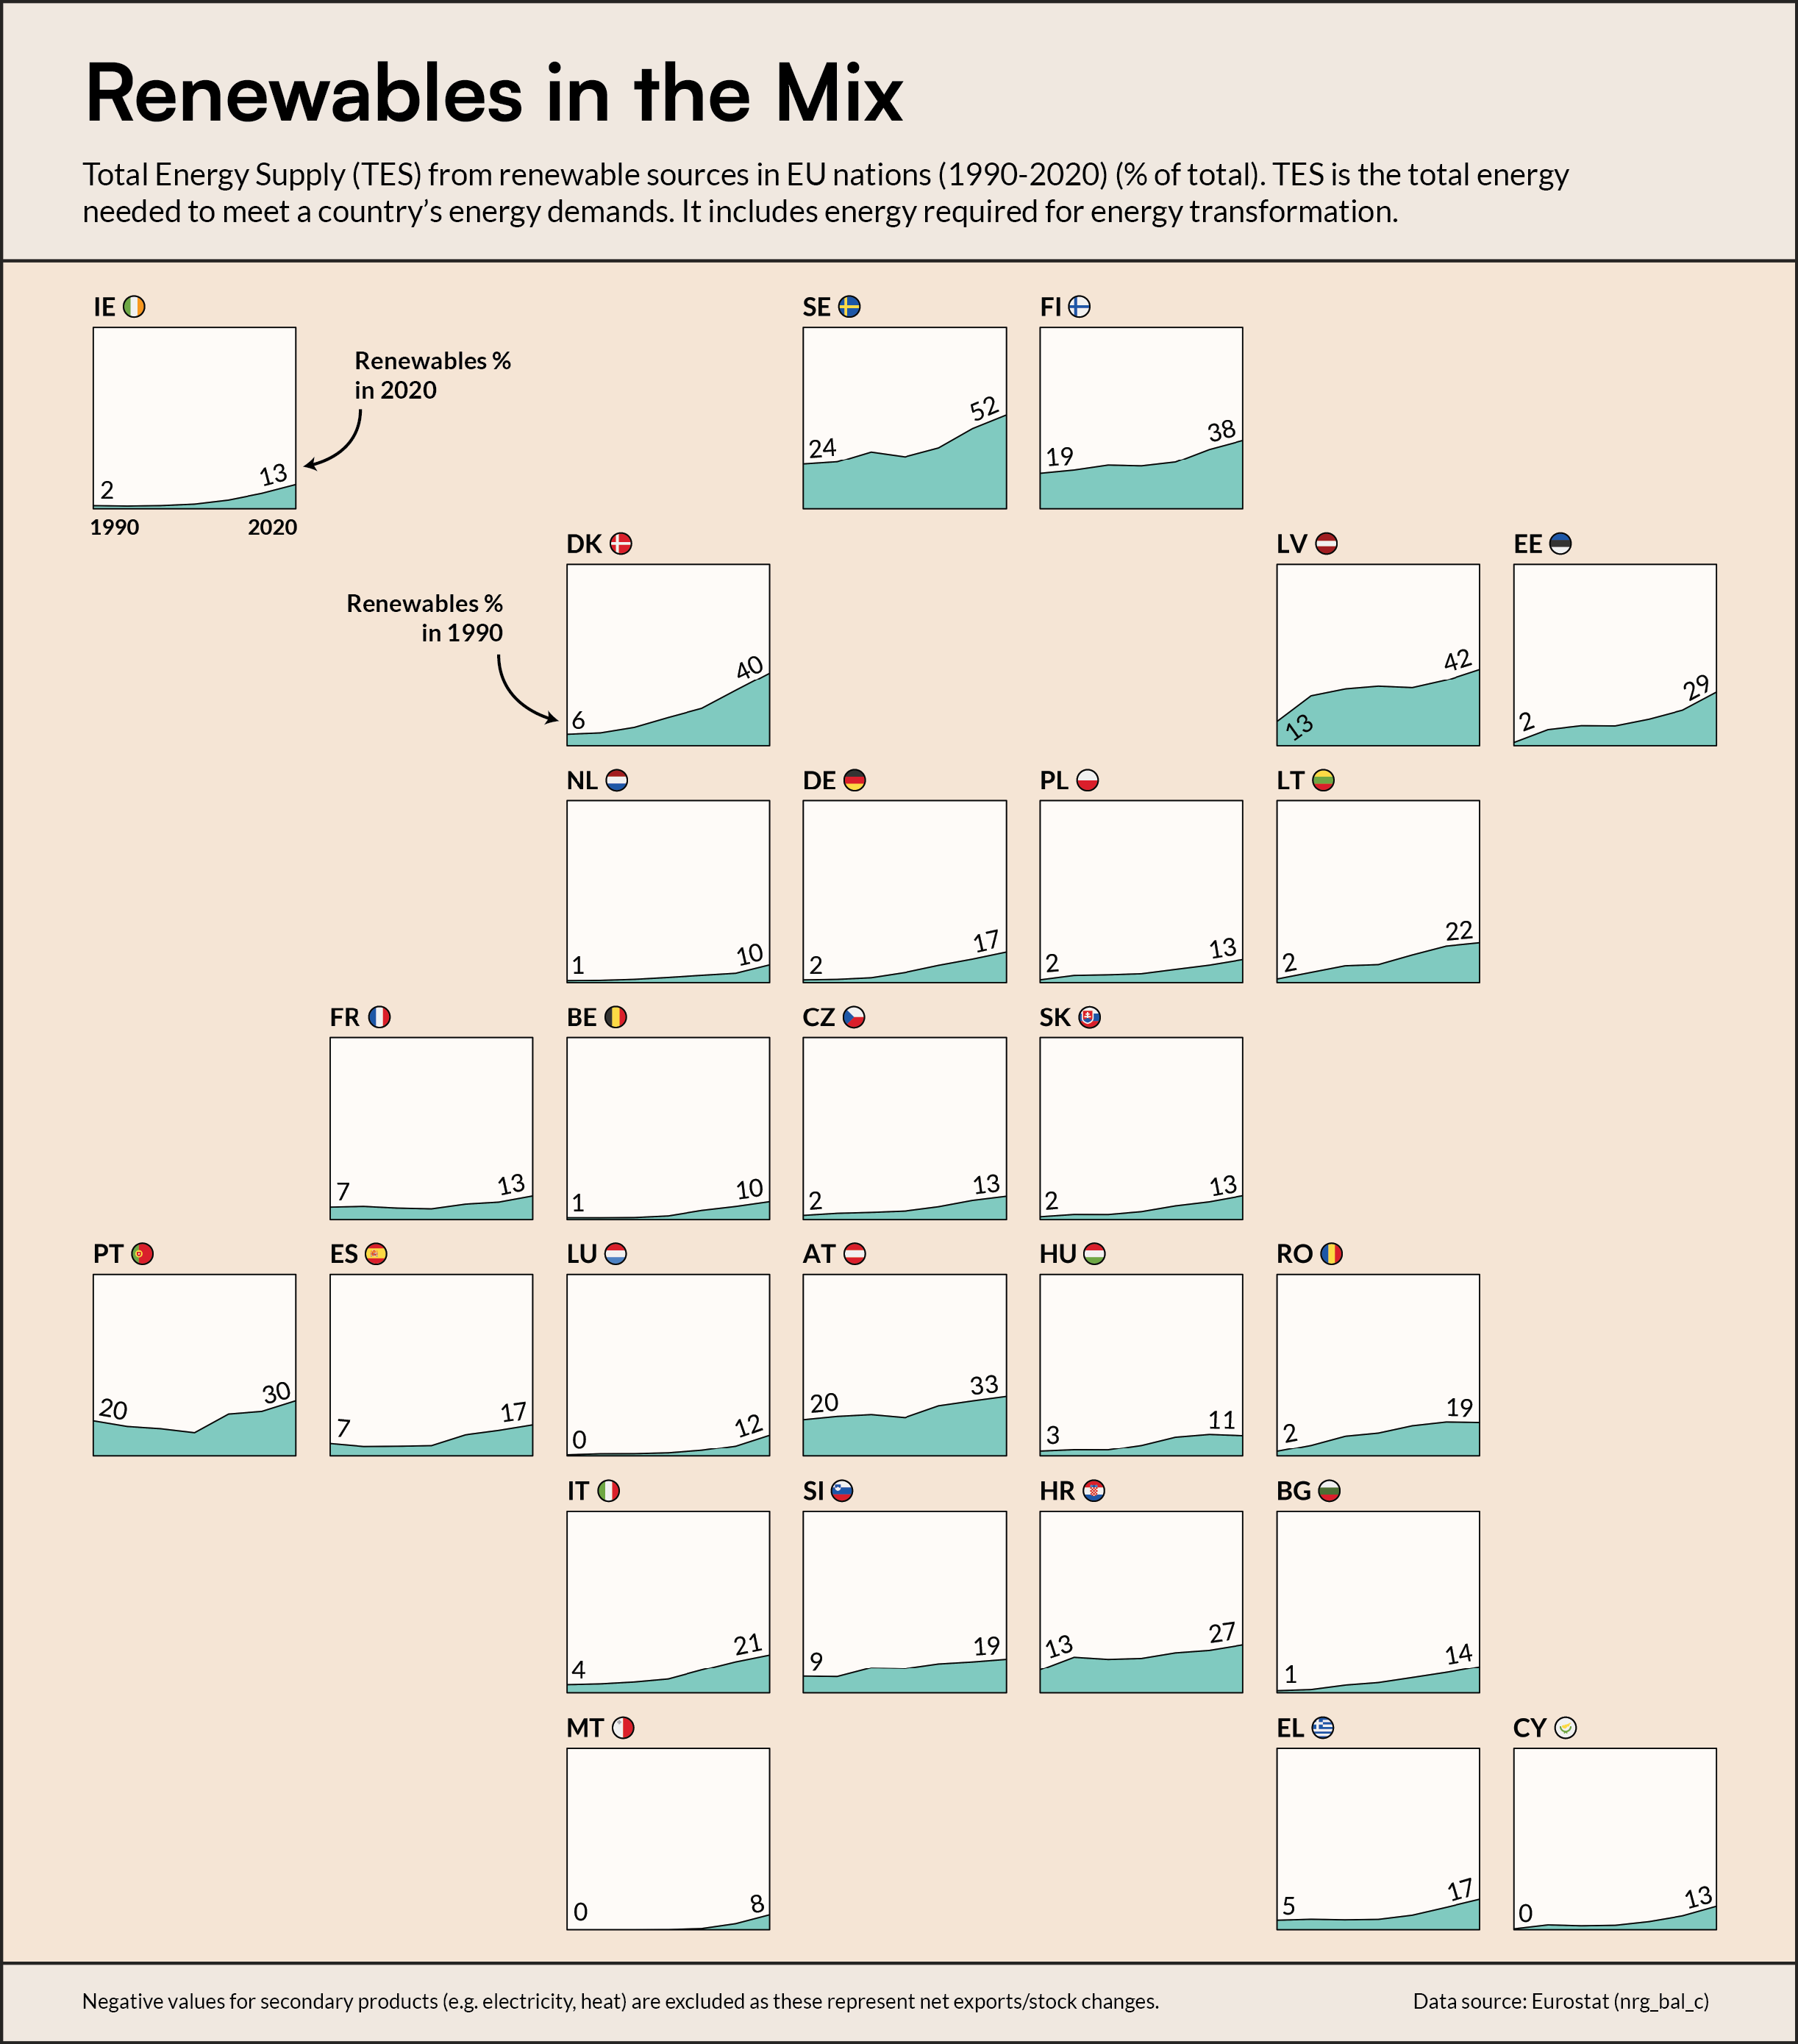 Renewables in the Mix
Total Energy Supply (TES) from renewable sources in EU nations (1990-2020) (% of total). TES is the total energy
needed to meet a country’s energy demands. It includes energy required for energy transformation.
IE
2
13
1990
2020
Renewables %
in 2020
SE
24
52
FI
19
38
Renewables %
in 1990
DK
6
40
LV
13
42
EE
2
29
NL
1
10
DE
2
17
PL
2
13
LT
2
22
FR
7
13
BE
1
10
CZ
2
13
SK
2
13
PT
20
30
ES
7
17
LU
0
12
AT
20
33
HU
3
11
RO
2
19
IT
4
21
SI
9
19
HR
13
27
BG
1
14
MT
0
8
EL
5
17
CY
0
13
Negative values for secondary products (e.g. electricity, heat) are excluded as these represent net exports/stock changes.
Data source: Eurostat (nrg_bal_c)